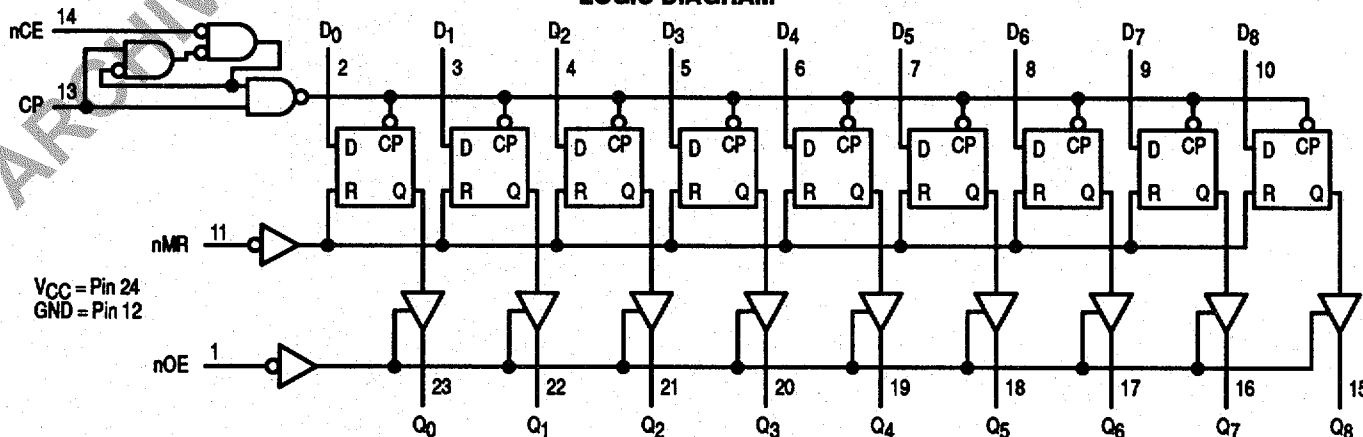 LOGIC DIAGRAM
nCE 14
CP 13
D0 D1 Q2 D3 D4 D5 D6 D7 D8
2 3 4 5 6 7 8 9 10
D CP D CP D CP D CP D CP D CP D CP D CP D CP
R Q R Q R Q R Q R Q R Q R Q R Q R Q
nMR 11
VCC = Pin 24
GND = Pin 12
nOE 1
23 22 21 20 19 18 17 16 15
Q0 Q1 Q2 Q3 Q4 Q5 Q6 Q7 Q8